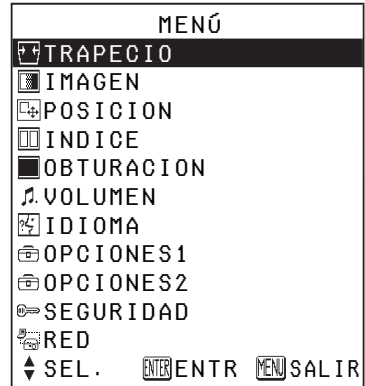 MENÚ
TRAPECIO
IMAGEN
POSICION
INDICE
OBTURACION
VOLUMEN
IDIOMA
OPCIONES1
OPCIONES2
SEGURIDAD
RED
SEL. ENTER ENTR MENU SALIR